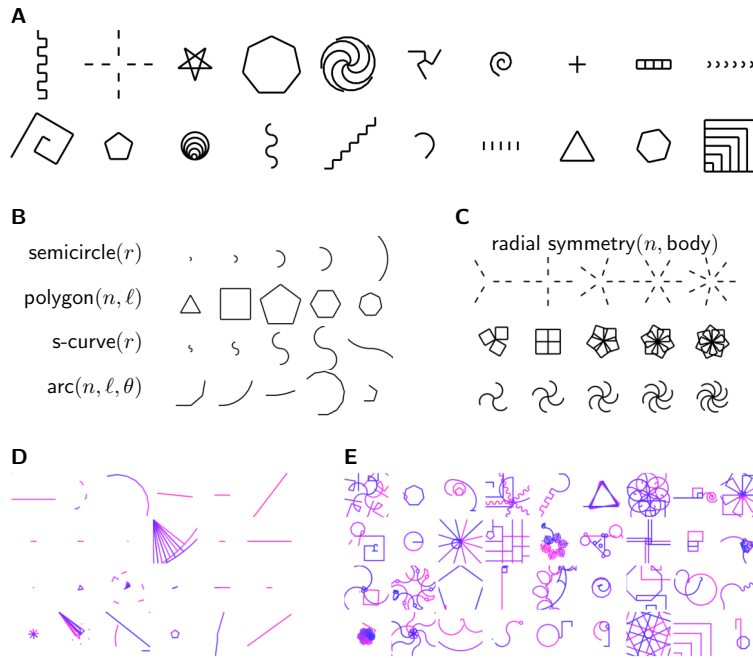 A
B
semicircle(r)
polygon(n, ℓ)
s-curve(r)
arc(n, ℓ, θ)
C
radial symmetry(n, body)
D
E